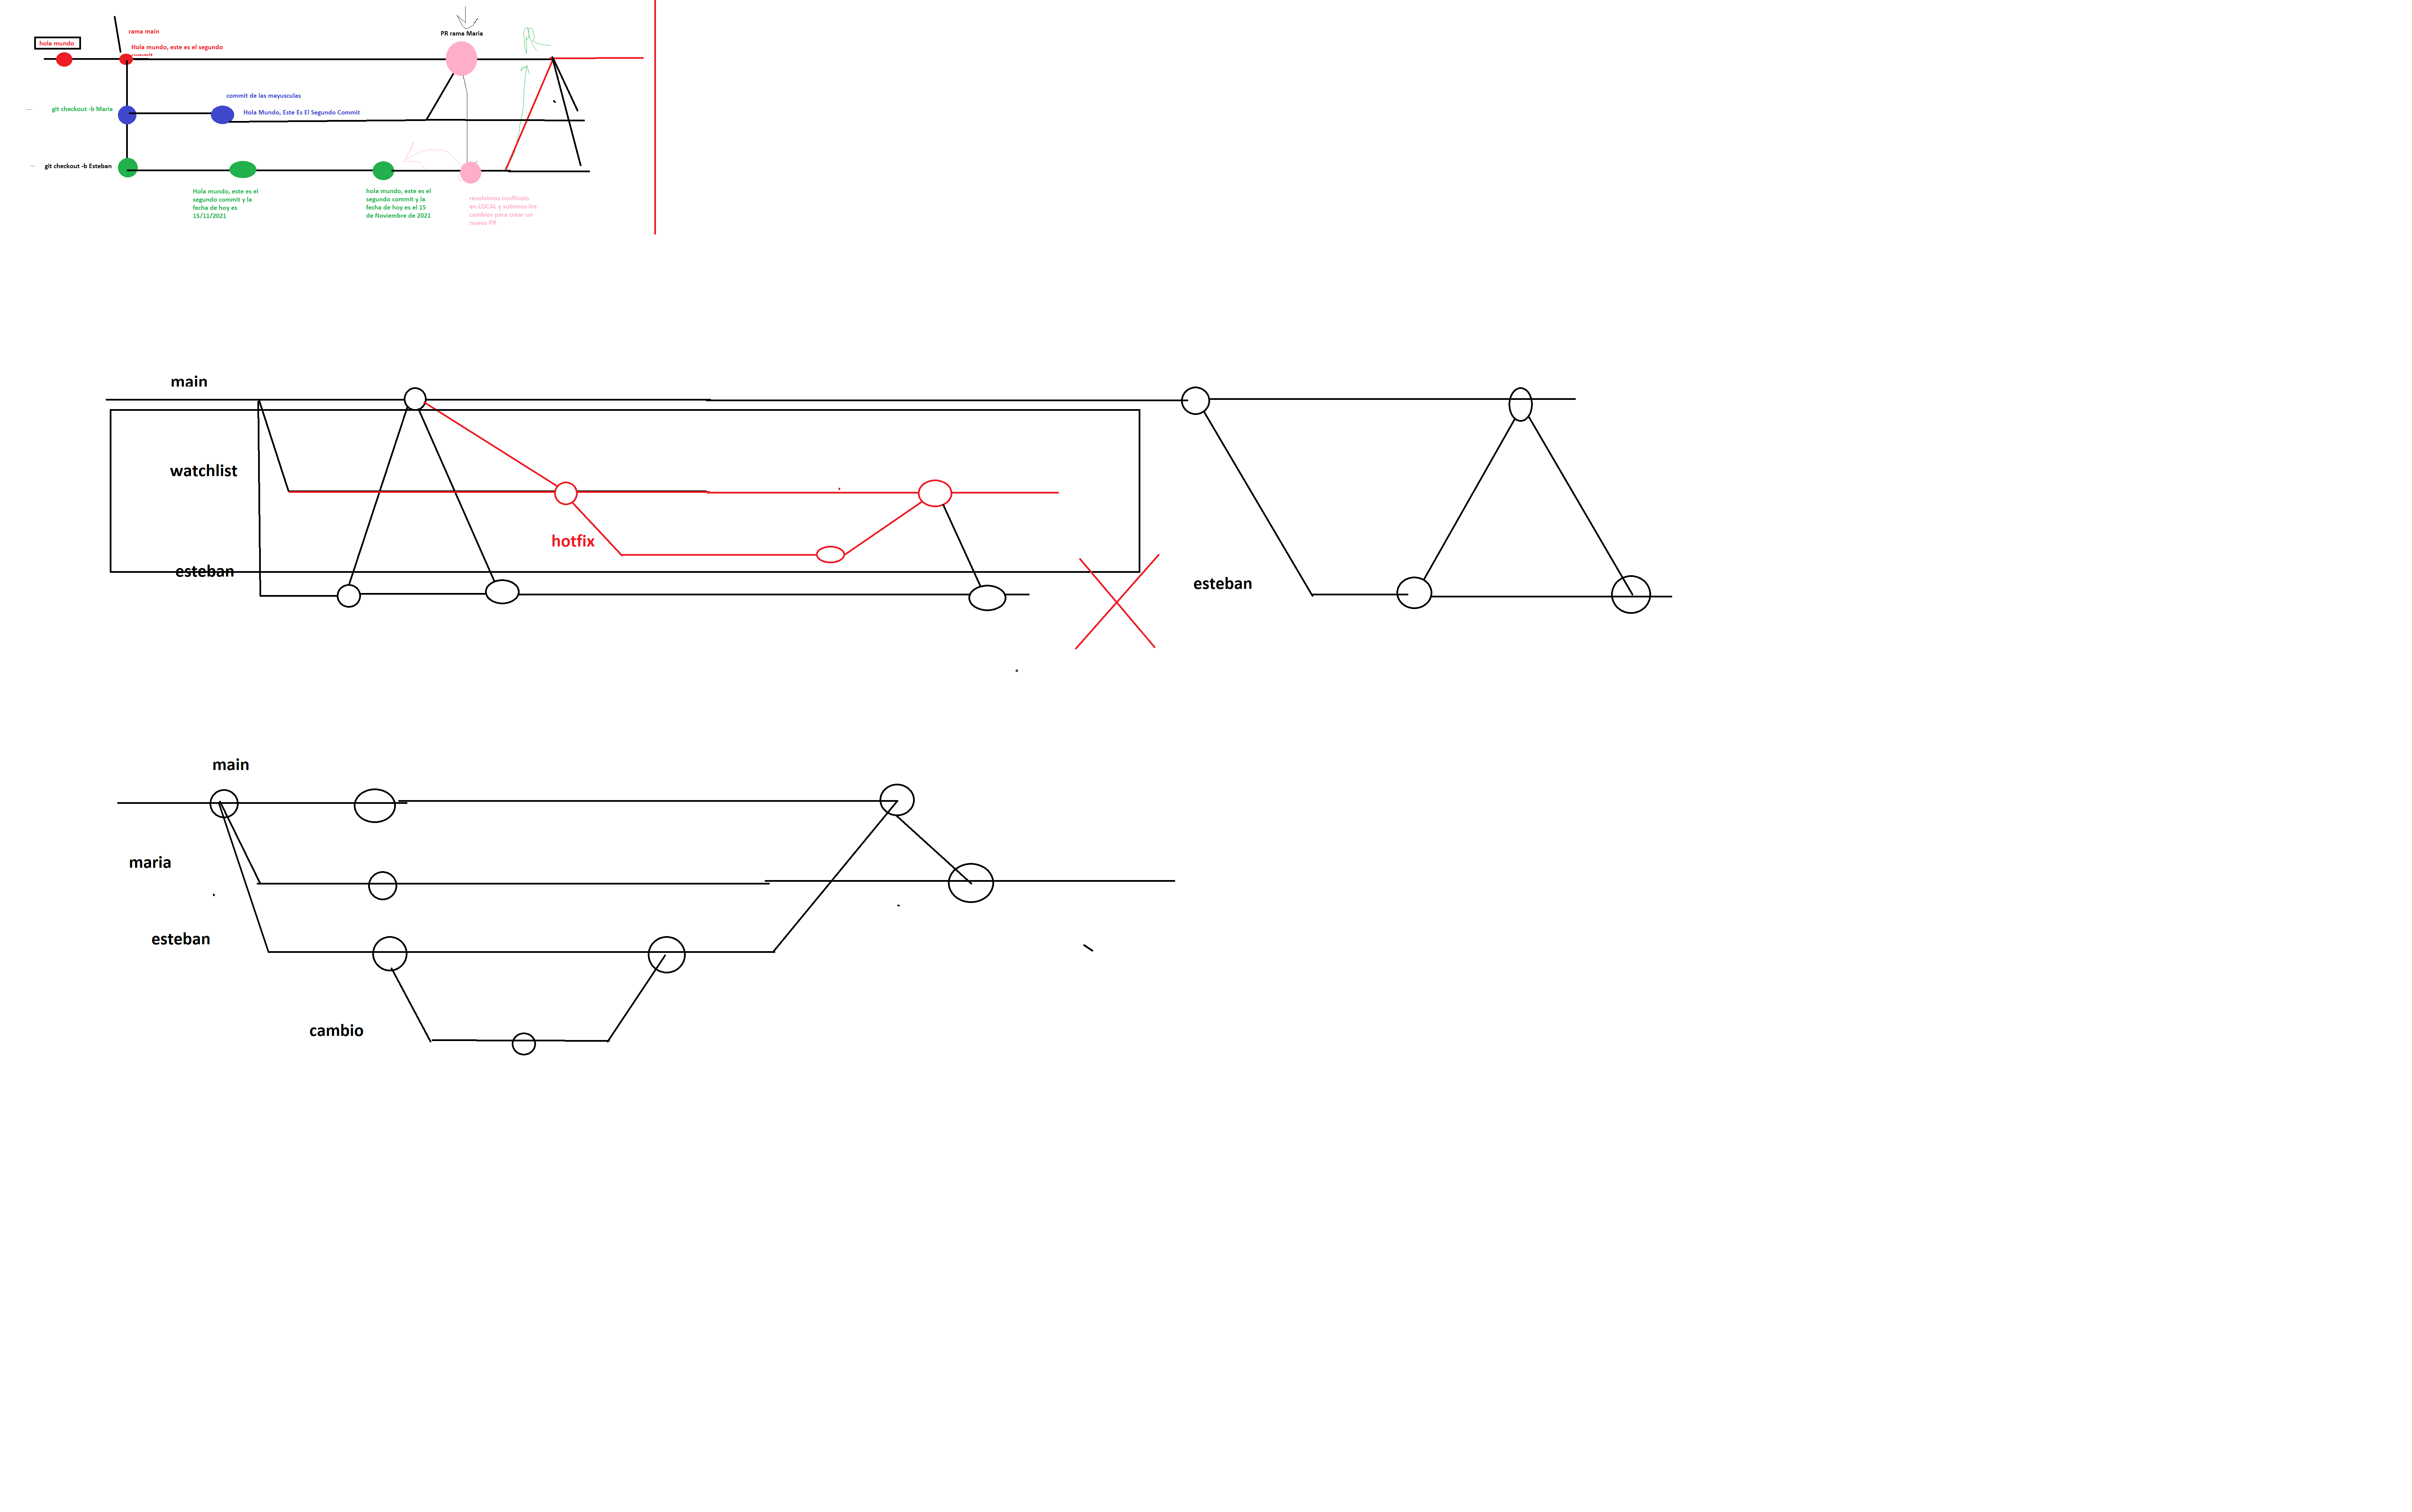 rama main
hola mundo
Hola mundo, este es el segundo
commit
PR rama Maria
PR
git checkout -b Maria
commit de las mayusculas
Hola Mundo, Este Es El Segundo Commit
git checkout -b Esteban
Hola mundo, este es el
segundo commit y la
fecha de hoy es
15/11/2021
hola mundo, este es el
segundo commit y la
fecha de hoy es el 15
de Noviembre de 2021
resolvimos conflicots
en LOCAL y subimos los
cambios para crear un
nuevo PR
main
watchlist
hotfix
esteban
esteban
main
maria
esteban
cambio